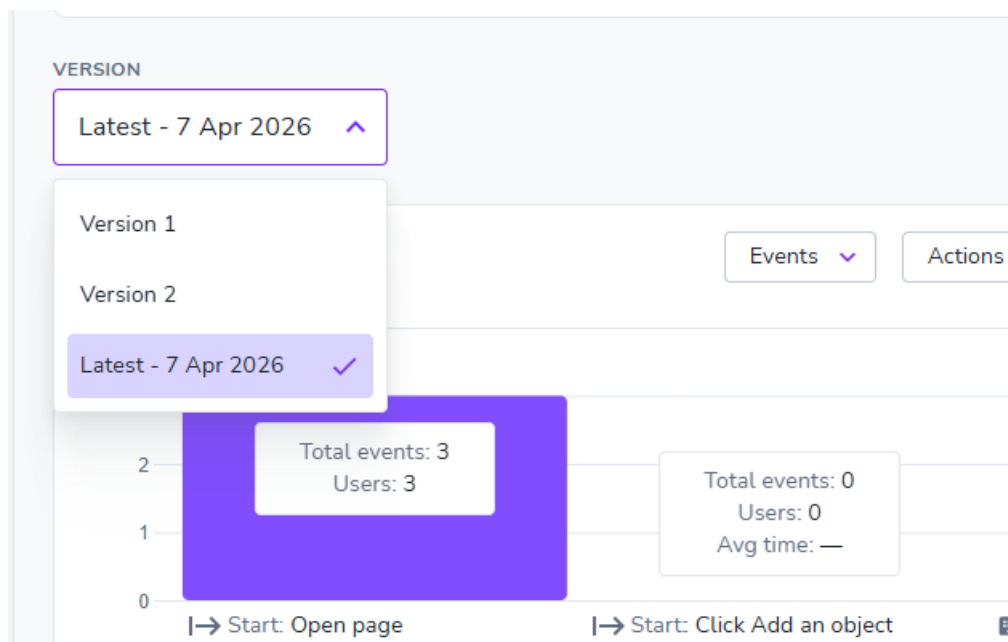 VERSION
Latest - 7 Apr 2026
Version 1
Version 2
Latest - 7 Apr 2026
Events
Actions
Total events: 3
Users: 3
Total events: 0
Users: 0
Avg time: —
2
1
0
Start: Open page
Start: Click Add an object